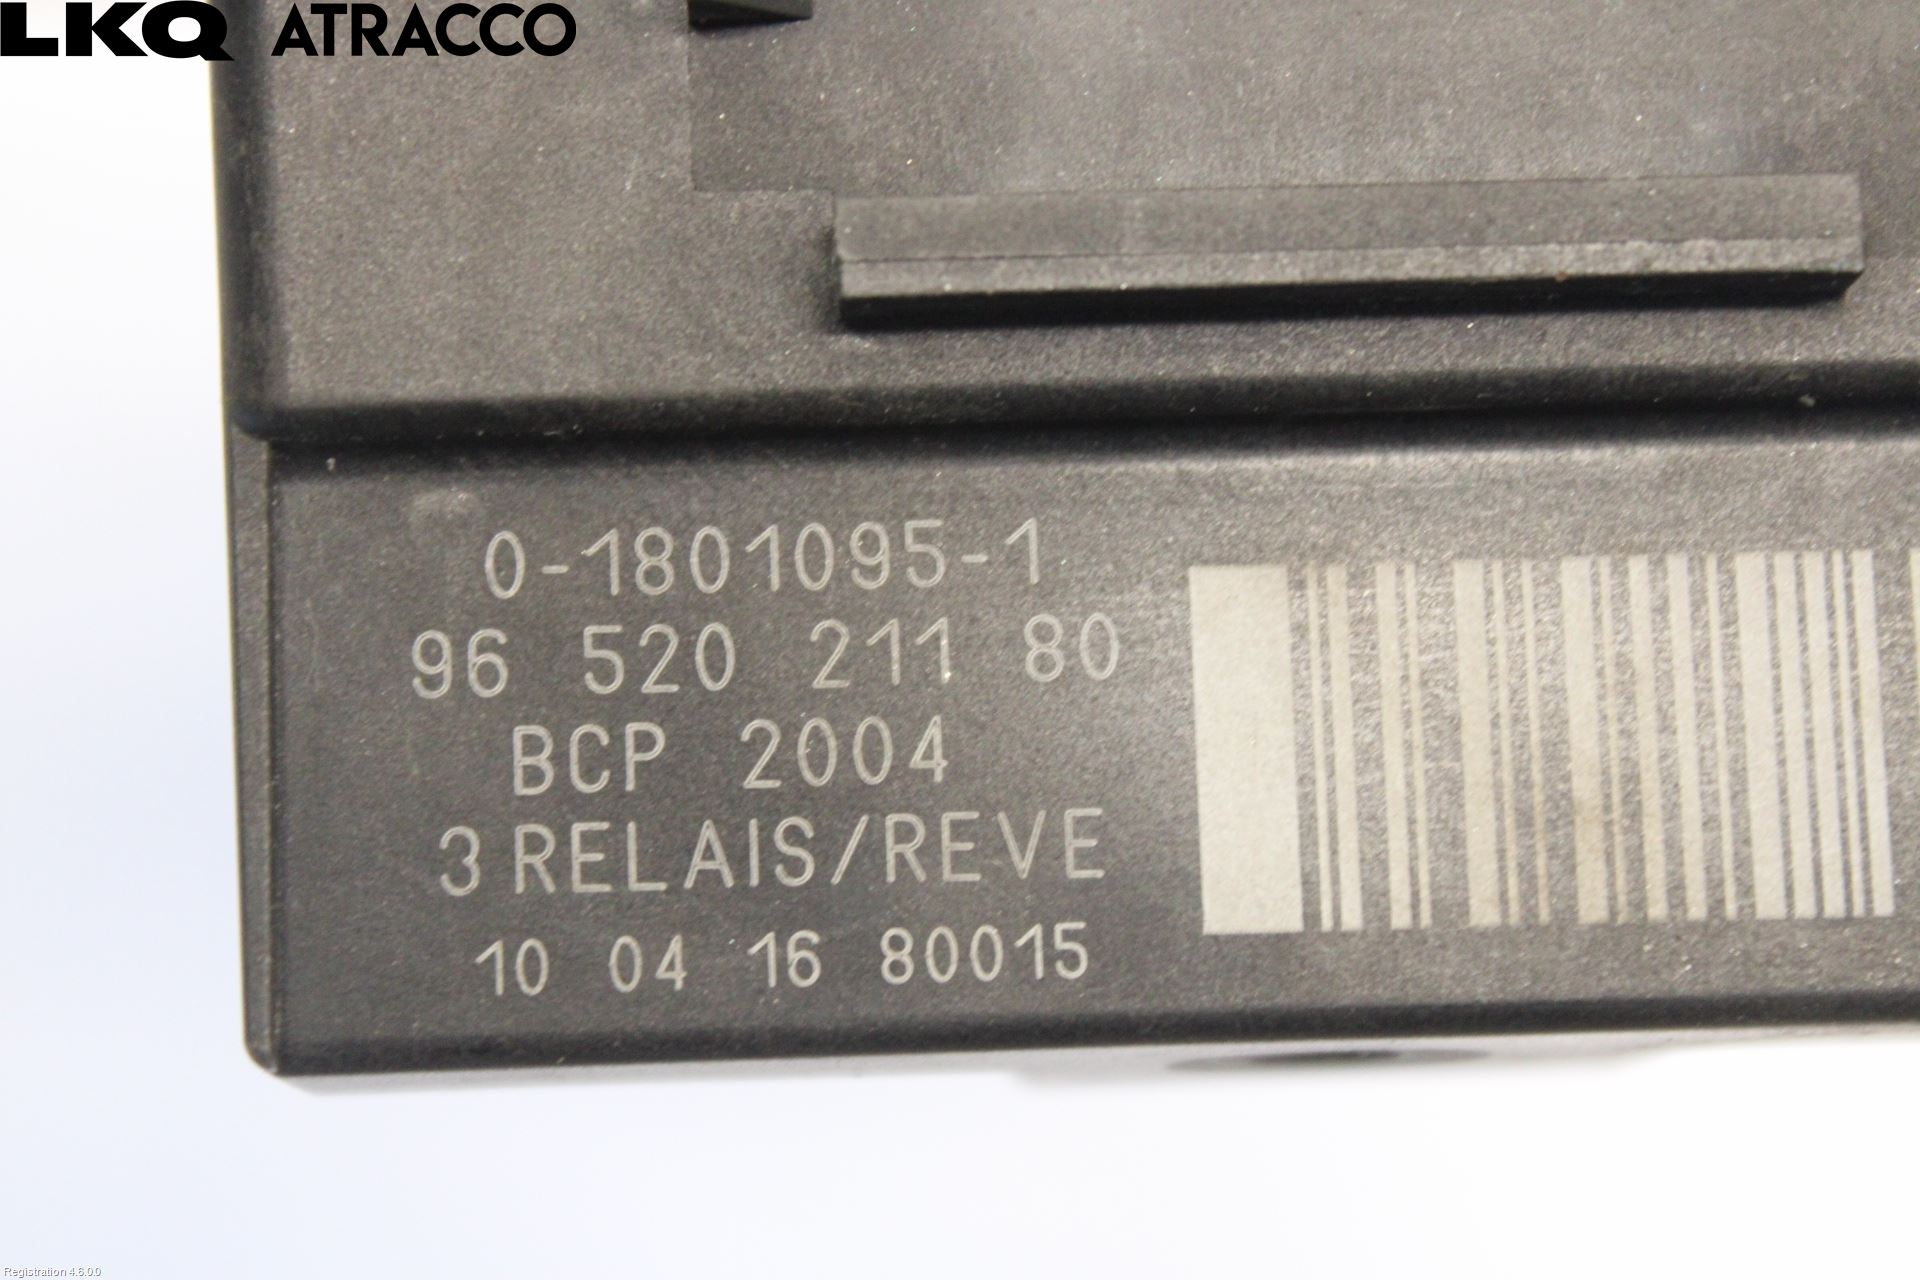 LKQ ATRACCO
0-1801095-1
96 520 211 80
BCP 2004
3 RELAIS/REVE
10 04 16 80015
Registration 4.6.0.0